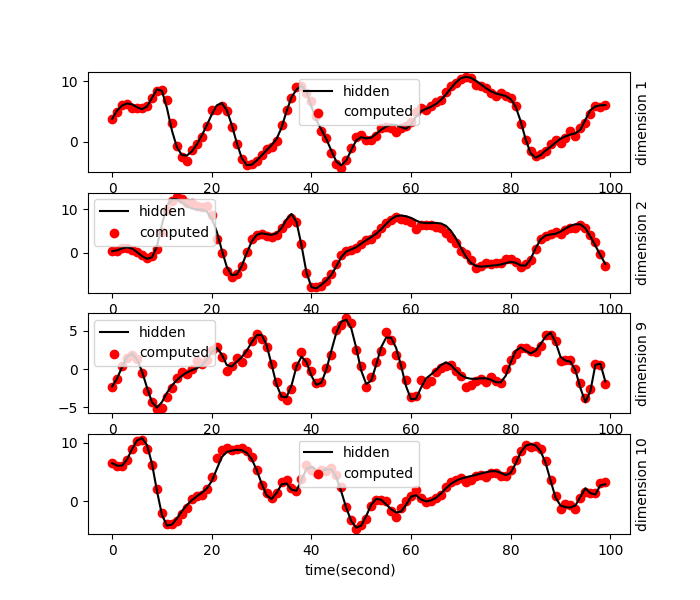 10
0
0 20 40 60 80 100
hidden
computed
dimension 1
10
0
0 20 40 60 80 100
hidden
computed
dimension 2
5
0
−5
0 20 40 60 80 100
hidden
computed
dimension 9
10
0
0 20 40 60 80 100
hidden
computed
dimension 10
time(second)